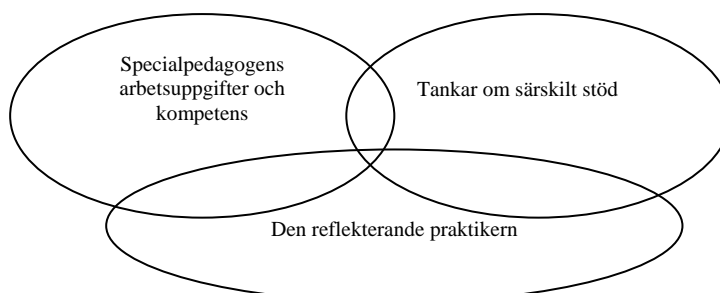 Specialpedagogens
arbetsuppgifter och
kompetens
Tankar om särskilt stöd
Den reflekterande praktikern